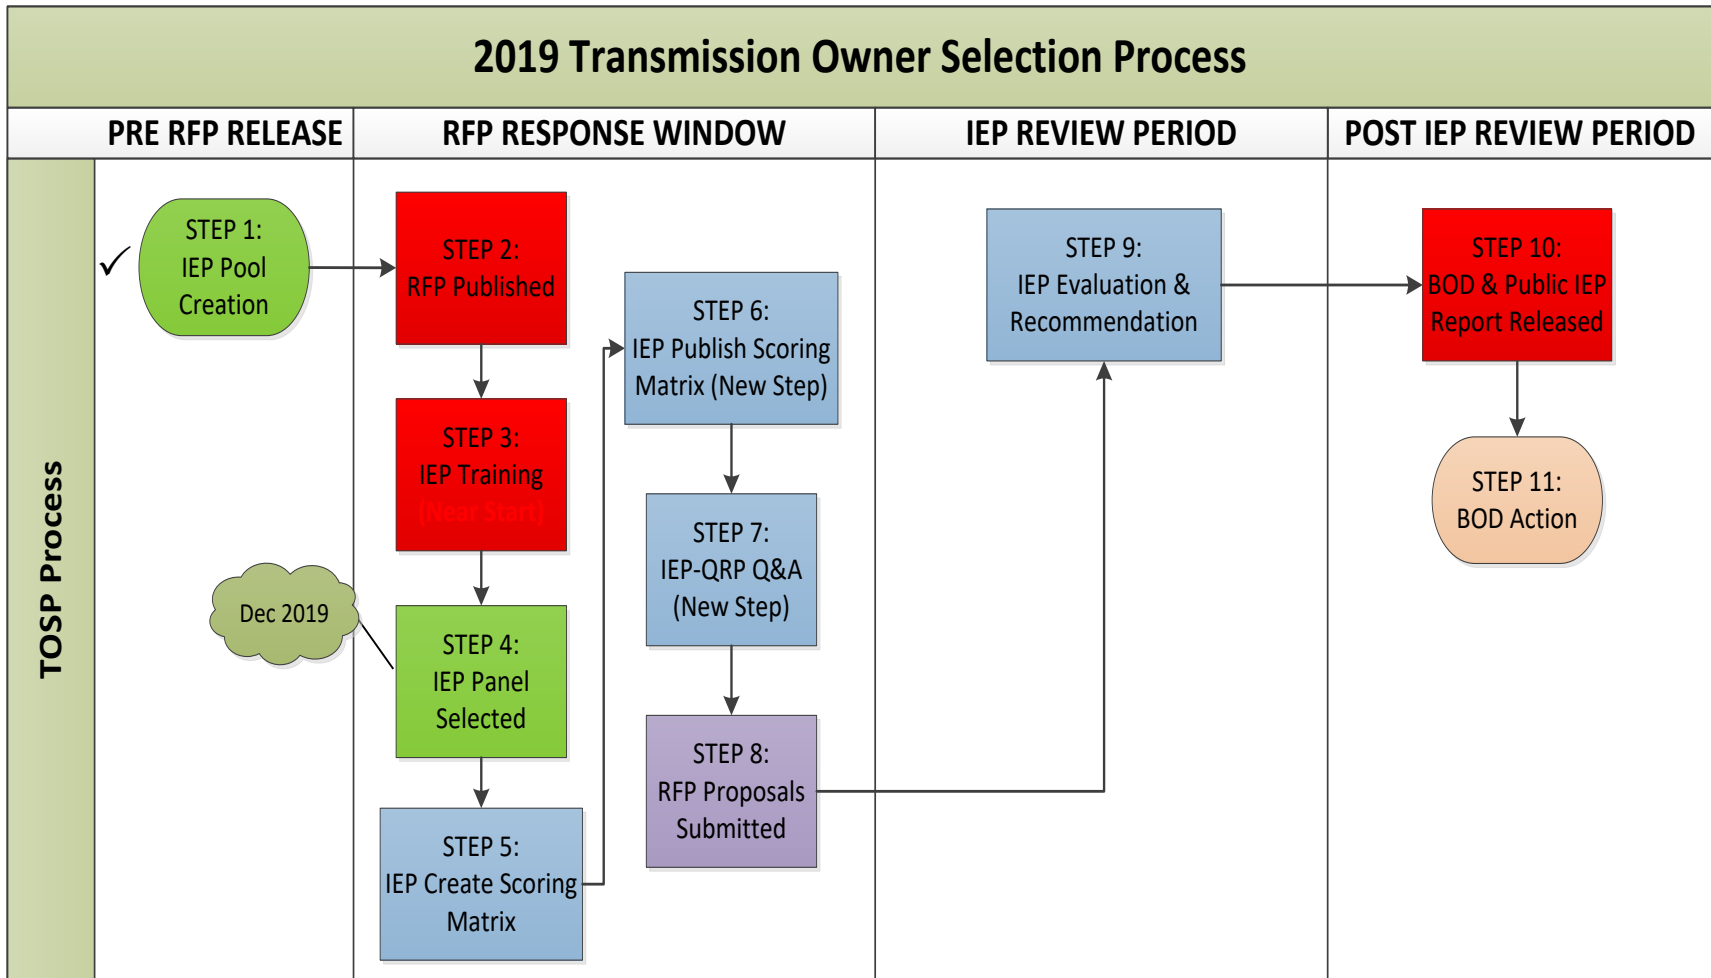 2019 Transmission Owner Selection Process
PRE RFP RELEASE
RFP RESPONSE WINDOW
IEP REVIEW PERIOD
POST IEP REVIEW PERIOD
TOSP Process
STEP 1:
IEP Pool
Creation
STEP 2:
RFP Published
STEP 3:
IEP Training
(Near Start)
Dec 2019
STEP 4:
IEP Panel
Selected
STEP 5:
IEP Create Scoring
Matrix
STEP 6:
IEP Publish Scoring
Matrix (New Step)
STEP 7:
IEP-QRP Q&A
(New Step)
STEP 8:
RFP Proposals
Submitted
STEP 9:
IEP Evaluation &
Recommendation
STEP 10:
BOD & Public IEP
Report Released
STEP 11:
BOD Action